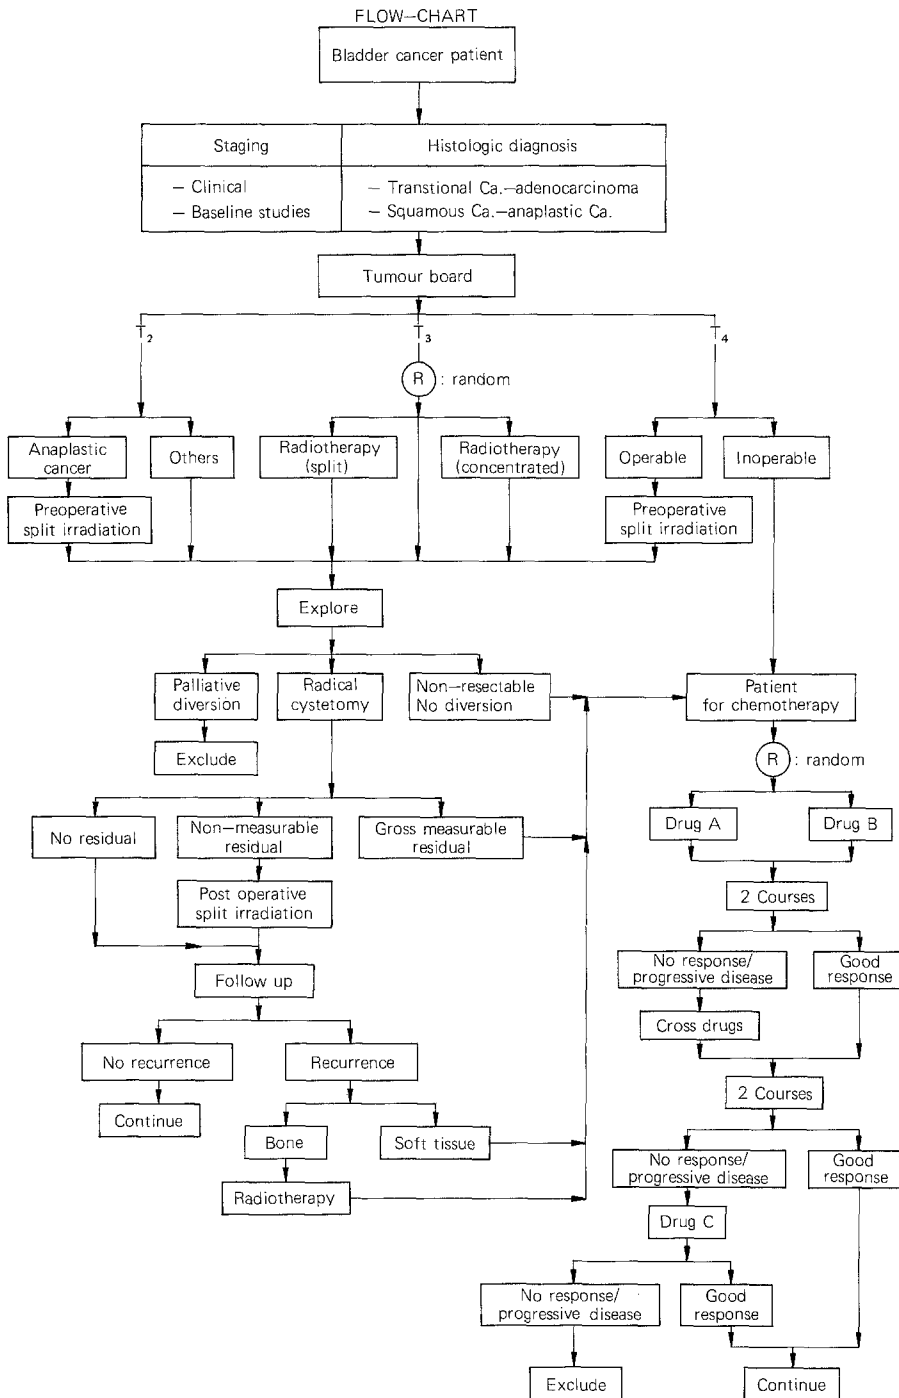 FLOW—CHART
Bladder cancer patient
Staging
Histologic diagnosis
— Clinical
— Baseline studies
— Transtional Ca.—adenocarcinoma
— Squamous Ca.—anaplastic Ca.
Tumour board
T2
T3
T4
R : random
Anaplastic
cancer
Others
Radiotherapy
(split)
Radiotherapy
(concentrated)
Operable
Inoperable
Preoperative
split irradiation
Preoperative
split irradiation
Explore
Palliative
diversion
Radical
cystetomy
Non—resectable
No diversion
Patient
for chemotherapy
Exclude
R : random
No residual
Non—measurable
residual
Gross measurable
residual
Drug A
Drug B
Post operative
split irradiation
2 Courses
Follow up
No response/
progressive disease
Good
response
Cross drugs
No recurrence
Recurrence
2 Courses
Continue
Bone
Soft tissue
No response/
progressive disease
Good
response
Radiotherapy
Drug C
No response/
progressive disease
Good
response
Exclude
Continue